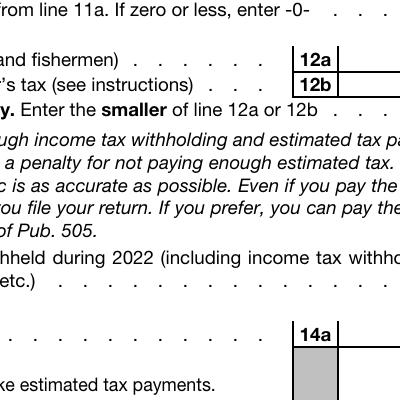 from line 11a. If zero or less, enter -0- . . .
and fishermen) . . . . . . 12a
r’s tax (see instructions) . . . 12b
y. Enter the smaller of line 12a or 12b . . .
ugh income tax withholding and estimated tax pa
a penalty for not paying enough estimated tax.
c is as accurate as possible. Even if you pay the
you file your return. If you prefer, you can pay the
of Pub. 505.
hheld during 2022 (including income tax withho
etc.) . . . . . . . . . . . . . .
. . . . . . . . . . . 14a
ke estimated tax payments.